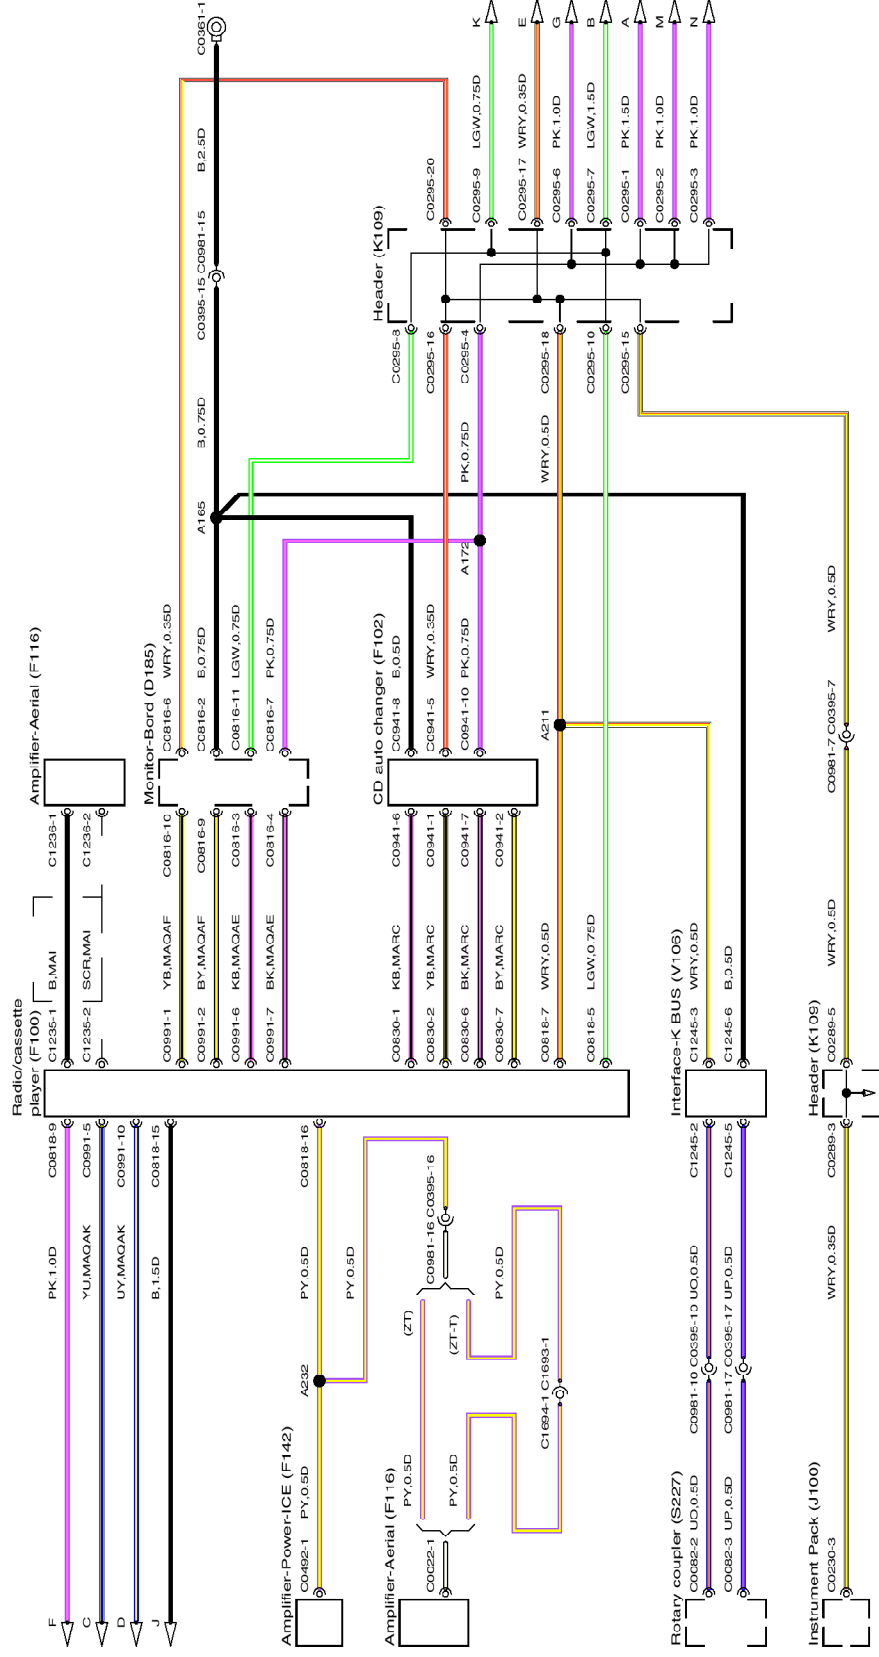 C0361-1
B,2.5D
C0395-15 C0981-15
B,0.75D
A165
K
E
G
B
A
M
N
LGW,0.75D
WRY,0.35D
PK,1.0D
LGW,1.5D
PK,1.5D
PK,1.0D
PK,1.0D
C0295-20
C0295-9
C0295-17
C0295-6
C0295-7
C0295-1
C0295-2
C0295-3
Header (K109)
C0295-8
C0295-16
C0295-4
C0295-18
C0295-10
C0295-15
PK,0.75D
WRY,0.5D
A172
A211
WRY,0.5D
C0981-7 C0395-7
WRY,0.5D
Amplifier-Aerial (F116)
C1236-1
C1236-2
B,MAI
SCR,MAI
C1235-1
C1235-2
Monitor-Bord (D185)
C0816-6 WRY,0.35D
C0816-2 B,0.75D
C0816-11 LGW,0.75D
C0816-7 PK,0.75D
C0816-10
C0816-9
C0816-3
C0816-4
YB,MAQAF
BY,MAQAF
KB,MAQAE
BK,MAQAE
C0991-1
C0991-2
C0991-6
C0991-7
CD auto changer (F102)
C0941-8 B,0.5D
C0941-5 WRY,0.35D
C0941-10 PK,0.75D
C0941-6
C0941-1
C0941-7
C0941-2
KB,MARC
YB,MARC
BK,MARC
BY,MARC
C0830-1
C0830-2
C0830-6
C0830-7
C0818-7 WRY,0.5D
C0818-5 LGW,0.75D
Radio/cassette
player (F100)
Interface-K BUS (V106)
C1245-3 WRY,0.5D
C1245-6 B,0.5D
Header (K109)
C0289-5
C0818-9
C0991-5
C0991-10
C0818-15
C0818-16
PK,1.0D
YU,MAQAK
UY,MAQAK
B,1.5D
F
C
D
J
PY,0.5D
PY,0.5D
A232
C0981-16 C0395-16
(ZT)
(ZT-T)
PY,0.5D
C1694-1 C1693-1
Amplifier-Power-ICE (F142)
C0492-1 PY,0.5D
Amplifier-Aerial (F116)
C0022-1
PY,0.5D
PY,0.5D
C1245-2
C1245-5
C0981-10 C0395-10 UO,0.5D
C0981-17 C0395-17 UP,0.5D
Rotary coupler (S227)
C0082-2 UO,0.5D
C0082-3 UP,0.5D
C0289-3
WRY,0.35D
Instrument Pack (J100)
C0230-3